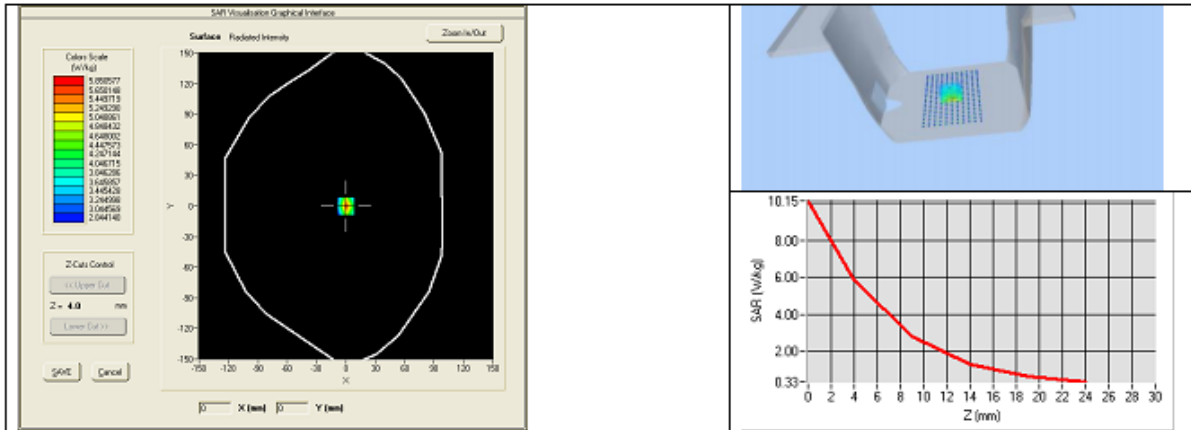 SAR Visualisation Graphical Interface
Surface Radiated Intensity
Zoom In/Out
Colors Scale
(W/kg)
5.850577
5.650148
5.449719
5.249290
5.048861
4.848432
4.648002
4.447573
4.247144
4.046715
3.846286
3.645857
3.445428
3.244998
3.044569
2.844140
Z-Cuts Control
<< Upper Cut
Z = 4.0 mm
Lower Cut >>
SAVE Cancel
150
120
90
60
30
0
-30
-60
-90
-120
-150
Y
-150 -120 -90 -60 -30 0 30 60 90 120 150
X
0 X (mm) 0 Y (mm)
10.15
8.00
6.00
4.00
2.00
0.33
SAR (W/kg)
0 2 4 6 8 10 12 14 16 18 20 22 24 26 28 30
Z (mm)